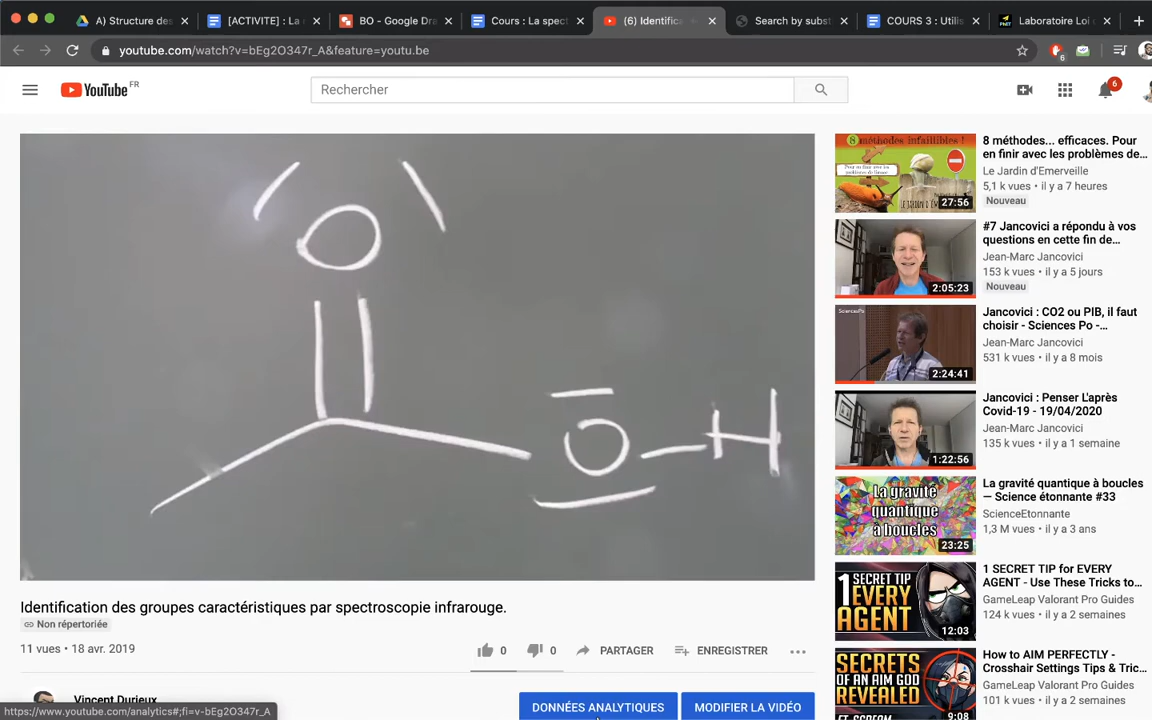 A) Structure des
[ACTIVITE] : La
BO - Google Dra
Cours : La spect
(6) Identifica
Search by subst
COURS 3 : Utilis
Laboratoire Loi
youtube.com/watch?v=bEg2O347r_A&feature=youtu.be
6
YouTube FR
Rechercher
6
O
O H
8 méthodes infaillibles !
27:56
8 méthodes... efficaces. Pour
en finir avec les problèmes de...
Le Jardin d'Emerveille
5,1 k vues • il y a 7 heures
Nouveau
2:05:23
#7 Jancovici a répondu à vos
questions en cette fin de...
Jean-Marc Jancovici
153 k vues • il y a 5 jours
Nouveau
SciencesPo
2:24:41
Jancovici : CO2 ou PIB, il faut
choisir - Sciences Po -...
Jean-Marc Jancovici
531 k vues • il y a 8 mois
1:22:56
Jancovici : Penser L'après
Covid-19 - 19/04/2020
Jean-Marc Jancovici
135 k vues • il y a 1 semaine
La gravité
quantique
à boucles
23:25
La gravité quantique à boucles
— Science étonnante #33
ScienceEtonnante
1,3 M vues • il y a 3 ans
1 SECRET TIP
FOR EVERY
AGENT
12:03
1 SECRET TIP for EVERY
AGENT - Use These Tricks to...
GameLeap Valorant Pro Guides
124 k vues • il y a 2 semaines
SECRETS
OF AN AIM GOD
REVEALED
FT. SCREAM
9:08
How to AIM PERFECTLY -
Crosshair Settings Tips & Tric...
GameLeap Valorant Pro Guides
101 k vues • il y a 2 semaines
Identification des groupes caractéristiques par spectroscopie infrarouge.
Non répertoriée
11 vues • 18 avr. 2019
0
0
PARTAGER
ENREGISTRER
Vincent Durieux
DONNÉES ANALYTIQUES
MODIFIER LA VIDÉO
https://www.youtube.com/analytics#;fi=v-bEg2O347r_A